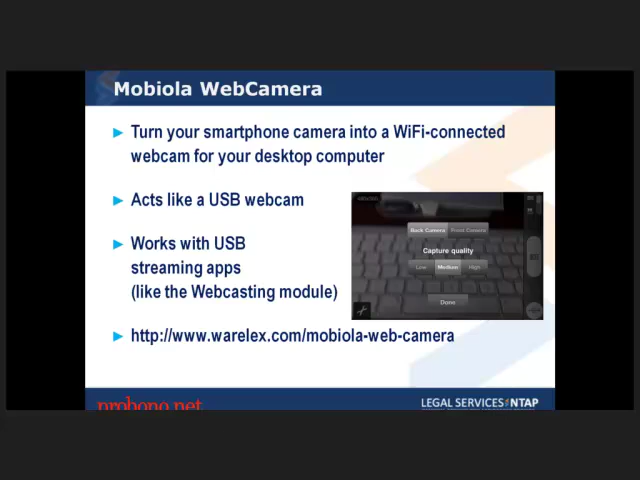 Mobiola WebCamera
Turn your smartphone camera into a WiFi-connected
webcam for your desktop computer
Acts like a USB webcam
Works with USB
streaming apps
(like the Webcasting module)
Back Camera Front Camera
Capture quality
Low Medium High
Done
http://www.warelex.com/mobiola-web-camera
probono.net
LEGAL SERVICES NTAP